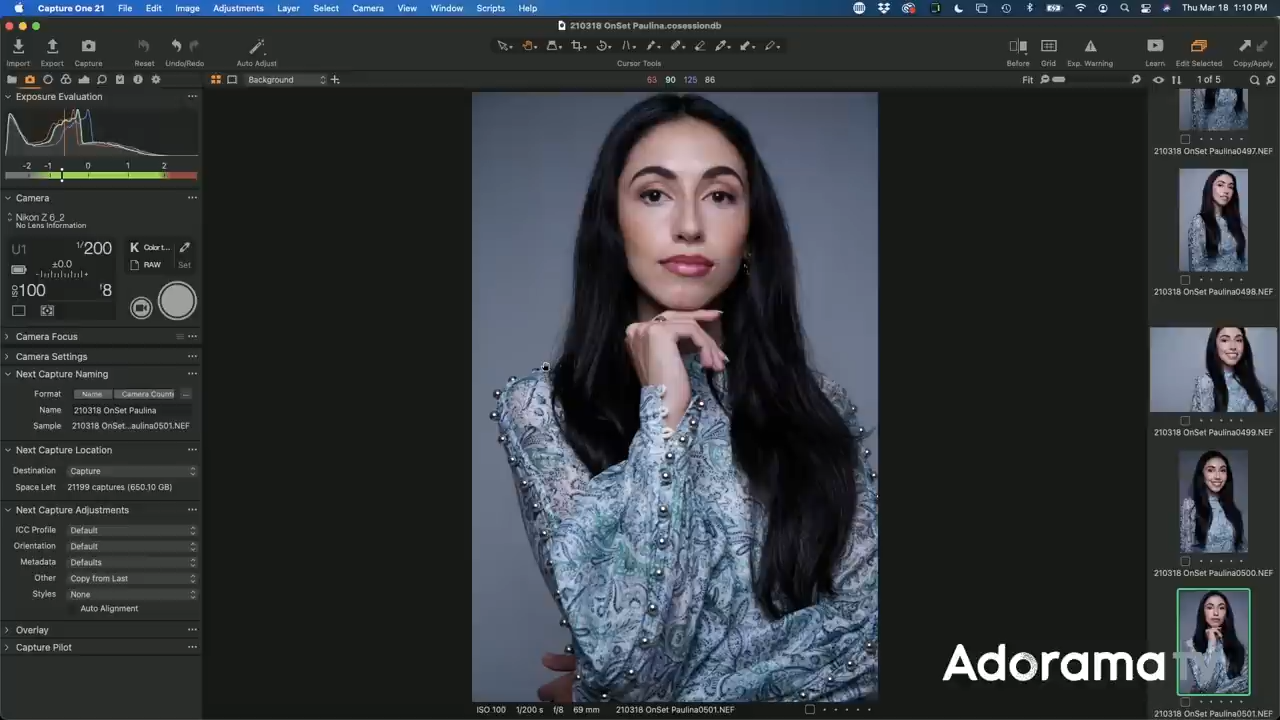 Capture One 21 File Edit Image Adjustments Layer Select Camera View Window Scripts Help Thu Mar 18 1:10 PM
210318 OnSet Paulina.cosessiondb
Import Export Capture Reset Undo/Redo Auto Adjust Cursor Tools Before Grid Exp. Warning Learn Edit Selected Copy/Apply
Background 63 90 125 86 Fit 1 of 5
Exposure Evaluation
-2 -1 0 1 2
Camera
Nikon Z 6_2
No Lens Information
U1 1/200 K Color t...
±0.0 RAW Set
ISO 100 f8
Camera Focus
Camera Settings
Next Capture Naming
Format Name Camera Count
Name 210318 OnSet Paulina
Sample 210318 OnSet...aulina0501.NEF
Next Capture Location
Destination Capture
Space Left 21199 captures (650.10 GB)
Next Capture Adjustments
ICC Profile Default
Orientation Default
Metadata Defaults
Other Copy from Last
Styles None
Auto Alignment
Overlay
Capture Pilot
ISO 100 1/200 s f/8 69 mm 210318 OnSet Paulina0501.NEF
210318 OnSet Paulina0497.NEF
210318 OnSet Paulina0498.NEF
210318 OnSet Paulina0499.NEF
210318 OnSet Paulina0500.NEF
210318 OnSet Paulina0501.NEF
Adorama tv